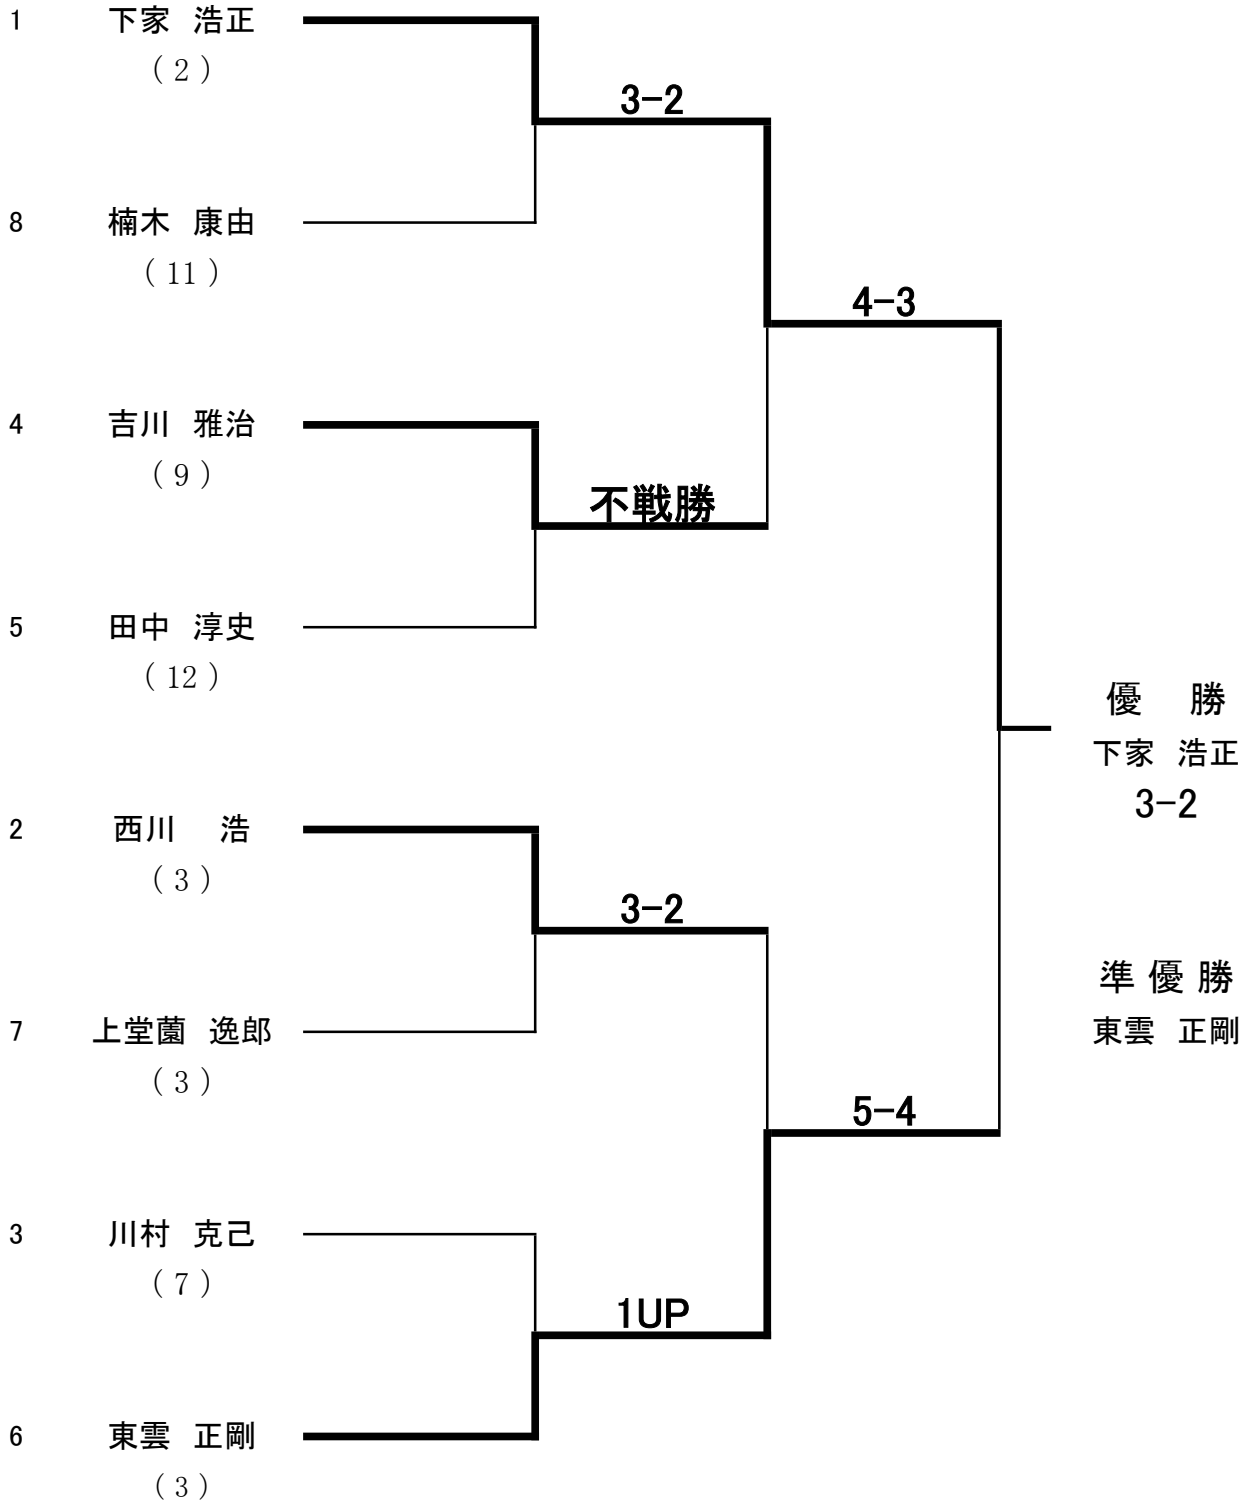 1 下家 浩正
( 2 )
3-2
8 楠木 康由
( 11 )
4-3
4 吉川 雅治
( 9 )
不戦勝
5 田中 淳史
( 12 )
優 勝
下家 浩正
3-2
2 西川 浩
( 3 )
3-2
準 優 勝
7 上堂薗 逸郎
東雲 正剛
( 3 )
5-4
3 川村 克己
( 7 )
1UP
6 東雲 正剛
( 3 )